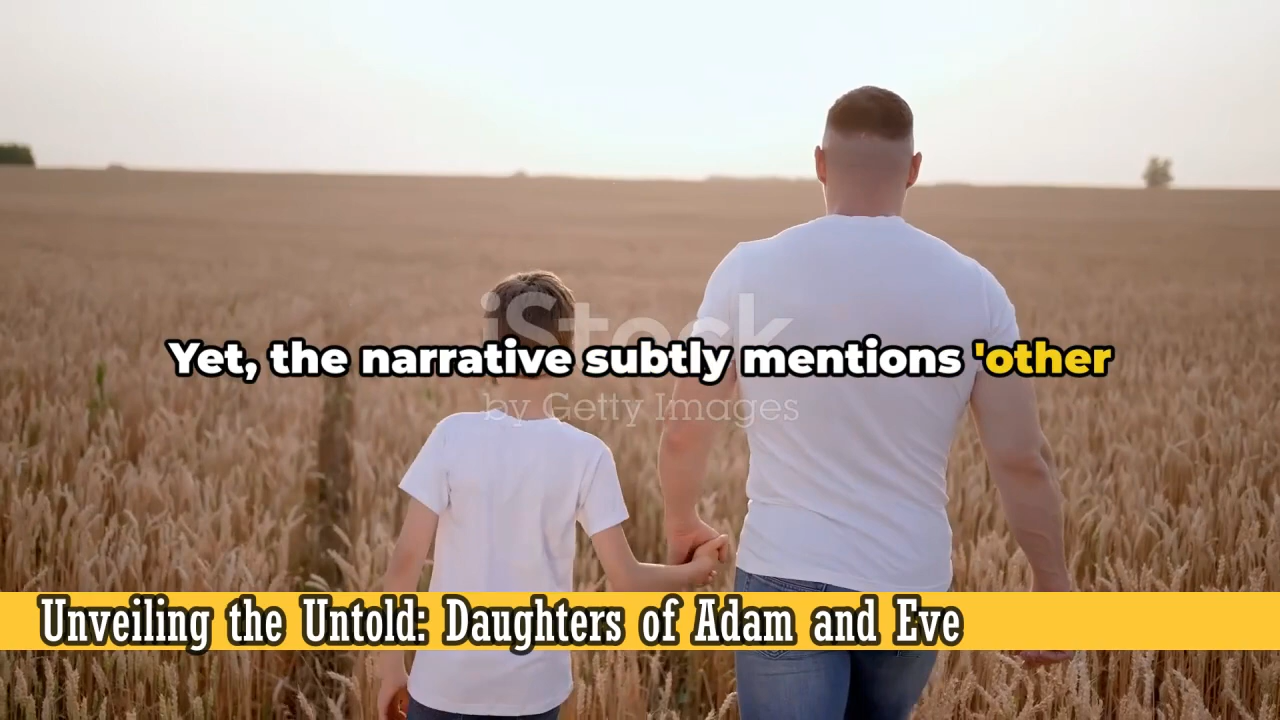 iStock
Yet, the narrative subtly mentions 'other
by Getty Images
Unveiling the Untold: Daughters of Adam and Eve